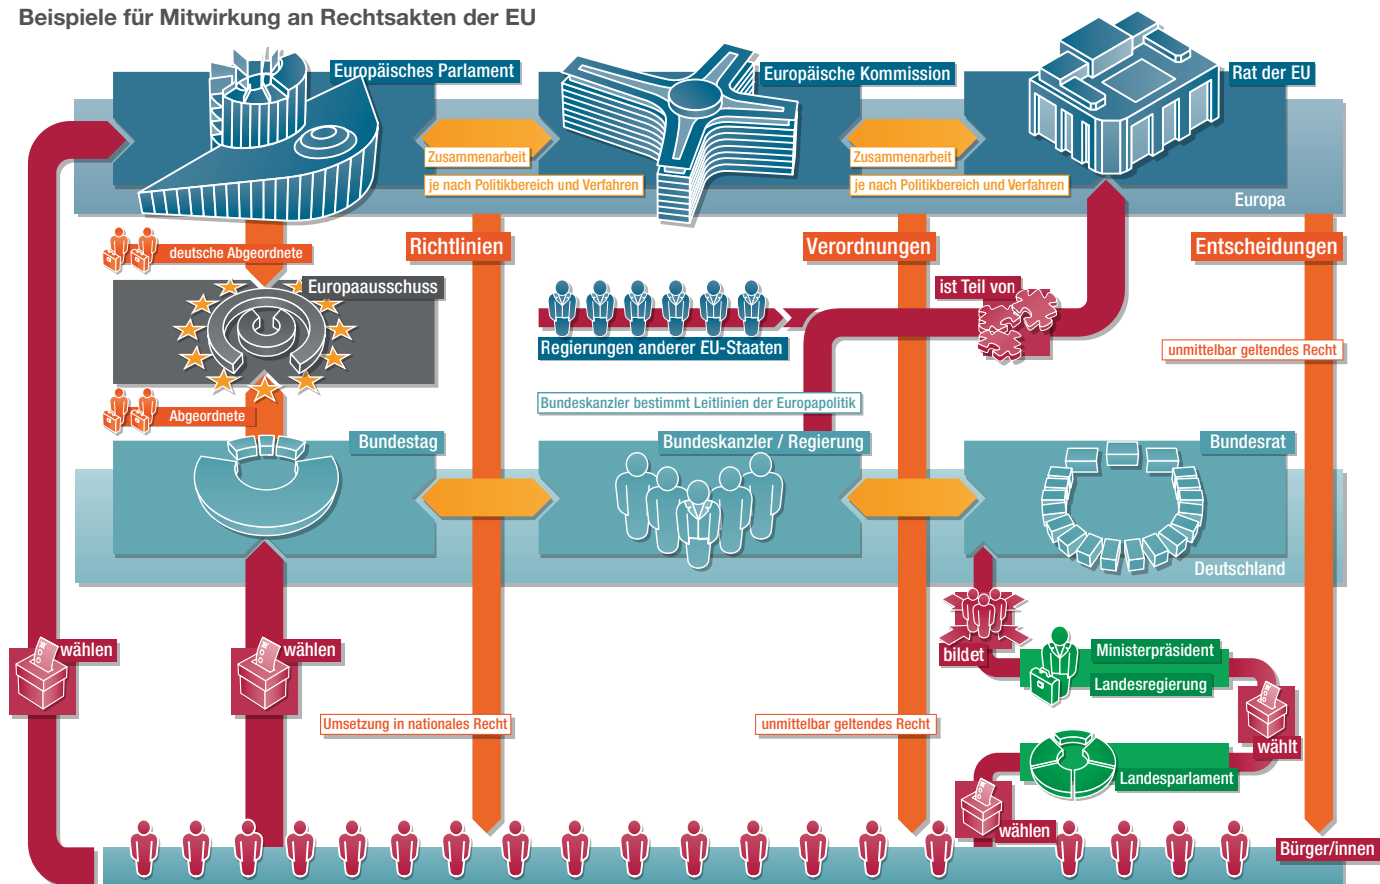 Beispiele für Mitwirkung an Rechtsakten der EU
Europäisches Parlament
Europäische Kommission
Rat der EU
Zusammenarbeit
je nach Politikbereich und Verfahren
Zusammenarbeit
je nach Politikbereich und Verfahren
Europa
deutsche Abgeordnete
Richtlinien
Verordnungen
Entscheidungen
Europaausschuss
ist Teil von
Regierungen anderer EU-Staaten
unmittelbar geltendes Recht
Bundeskanzler bestimmt Leitlinien der Europapolitik
Abgeordnete
Bundestag
Bundeskanzler / Regierung
Bundesrat
Deutschland
wählen
wählen
bildet
Ministerpräsident
Landesregierung
Umsetzung in nationales Recht
unmittelbar geltendes Recht
wählt
Landesparlament
wählen
Bürger/innen